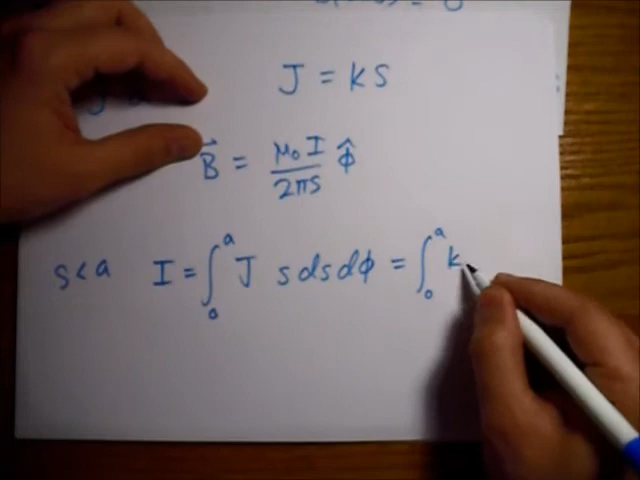 J = ks
B⃗ = μ₀I / 2πs φ̂
s<a I = ∫₀ᵃ J s ds dφ = ∫₀ᵃ k